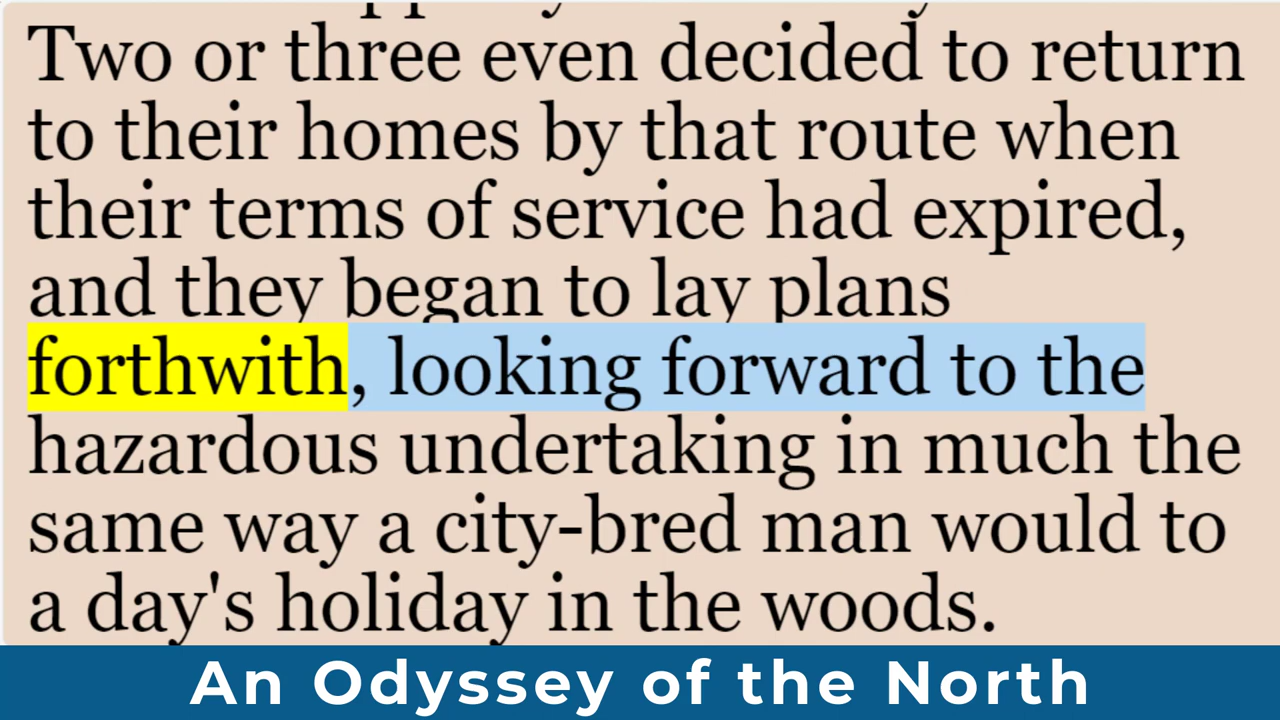 Two or three even decided to return
to their homes by that route when
their terms of service had expired,
and they began to lay plans
forthwith, looking forward to the
hazardous undertaking in much the
same way a city-bred man would to
a day's holiday in the woods.
An Odyssey of the North